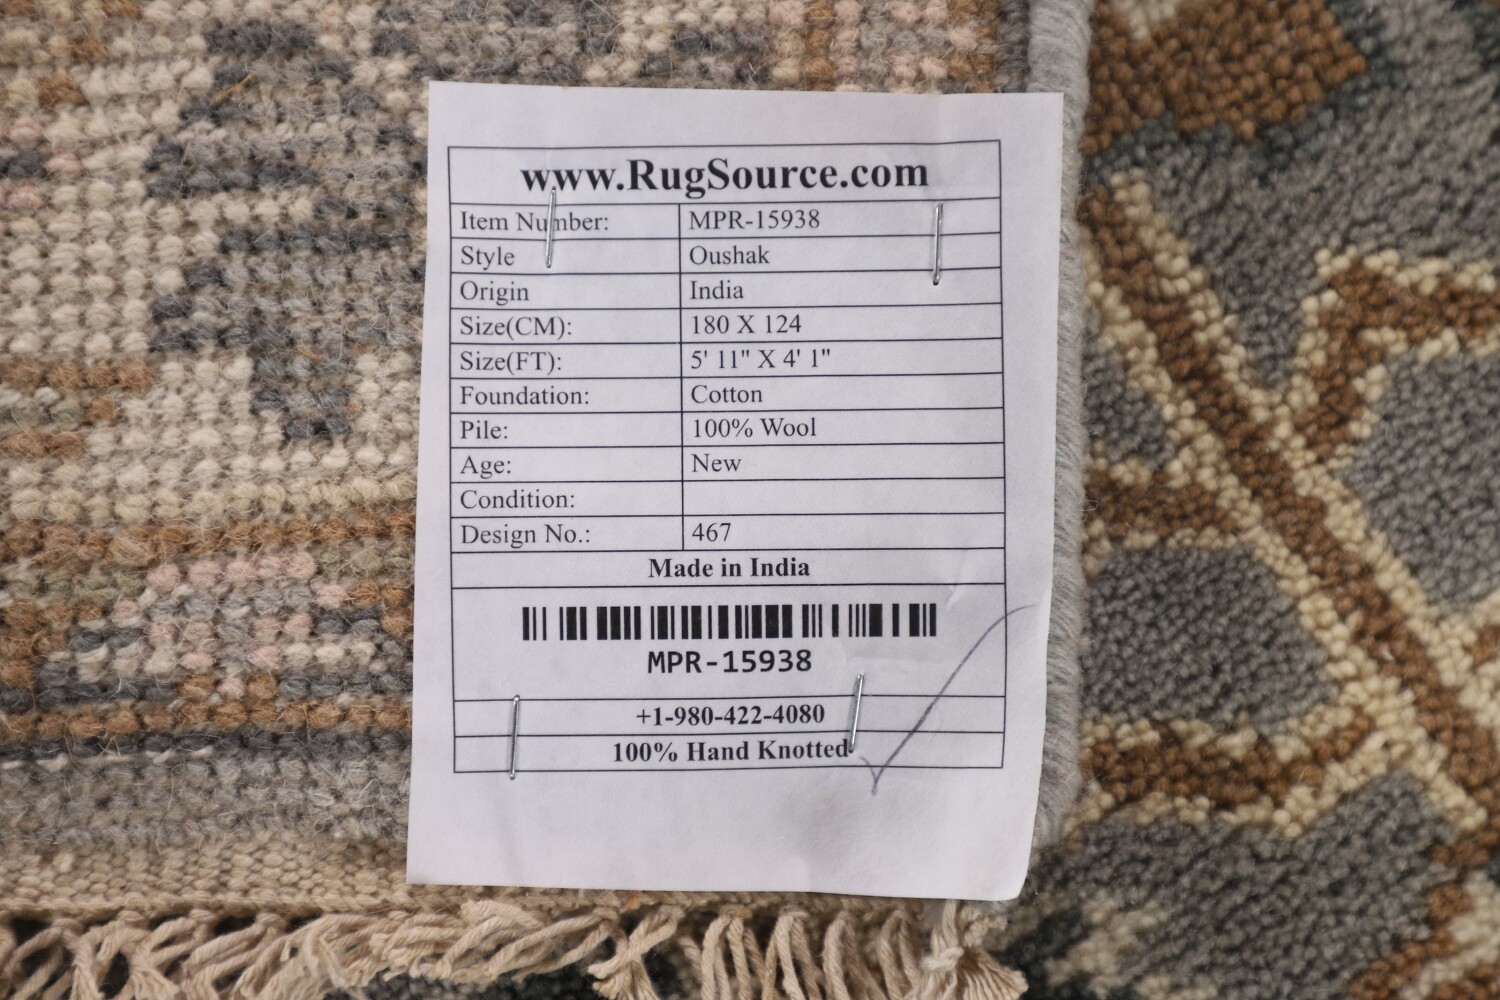 www.RugSource.com
Item Number: MPR-15938
Style Oushak
Origin India
Size(CM): 180 X 124
Size(FT): 5' 11" X 4' 1"
Foundation: Cotton
Pile: 100% Wool
Age: New
Condition:
Design No.: 467
Made in India
MPR-15938
+1-980-422-4080
100% Hand Knotted